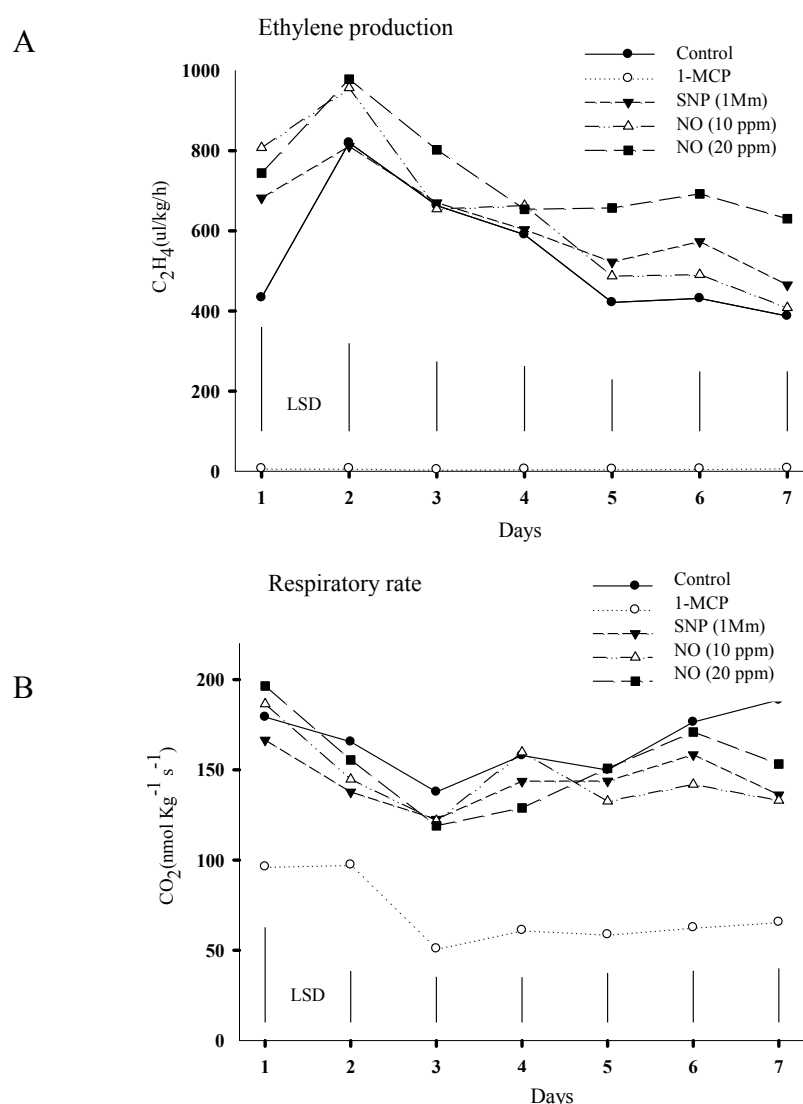 A
Ethylene production
Control
1-MCP
SNP (1Mm)
NO (10 ppm)
NO (20 ppm)
C2H4(ul/kg/h)
1000
800
600
400
200
0
LSD
1 2 3 4 5 6 7
Days
B
Respiratory rate
Control
1-MCP
SNP (1Mm)
NO (10 ppm)
NO (20 ppm)
CO2(nmol Kg-1 s-1)
200
150
100
50
0
LSD
1 2 3 4 5 6 7
Days